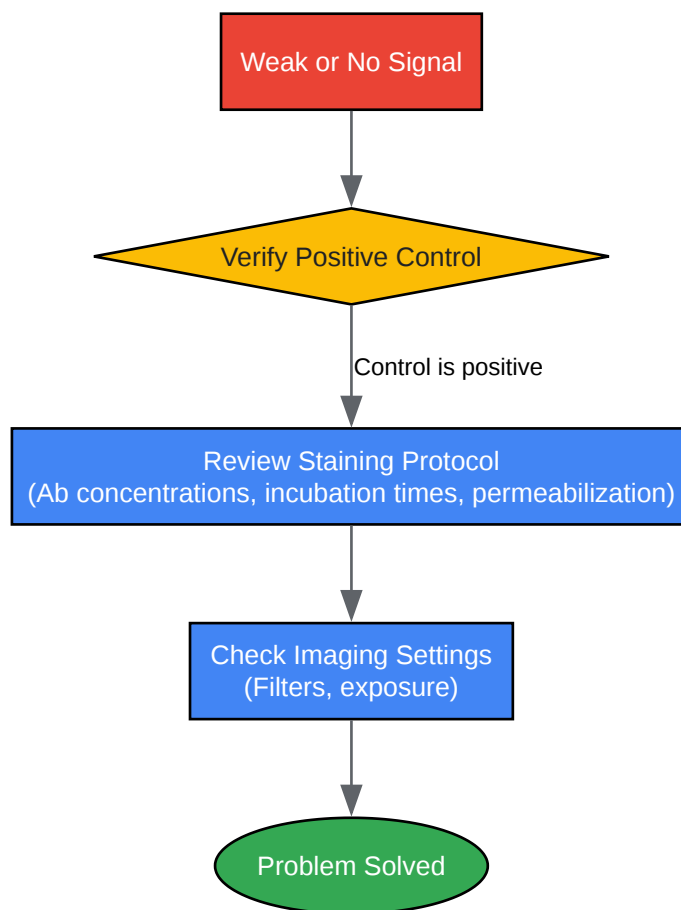 Weak or No Signal
Verify Positive Control
Control is positive
Review Staining Protocol
(Ab concentrations, incubation times, permeabilization)
Check Imaging Settings
(Filters, exposure)
Problem Solved